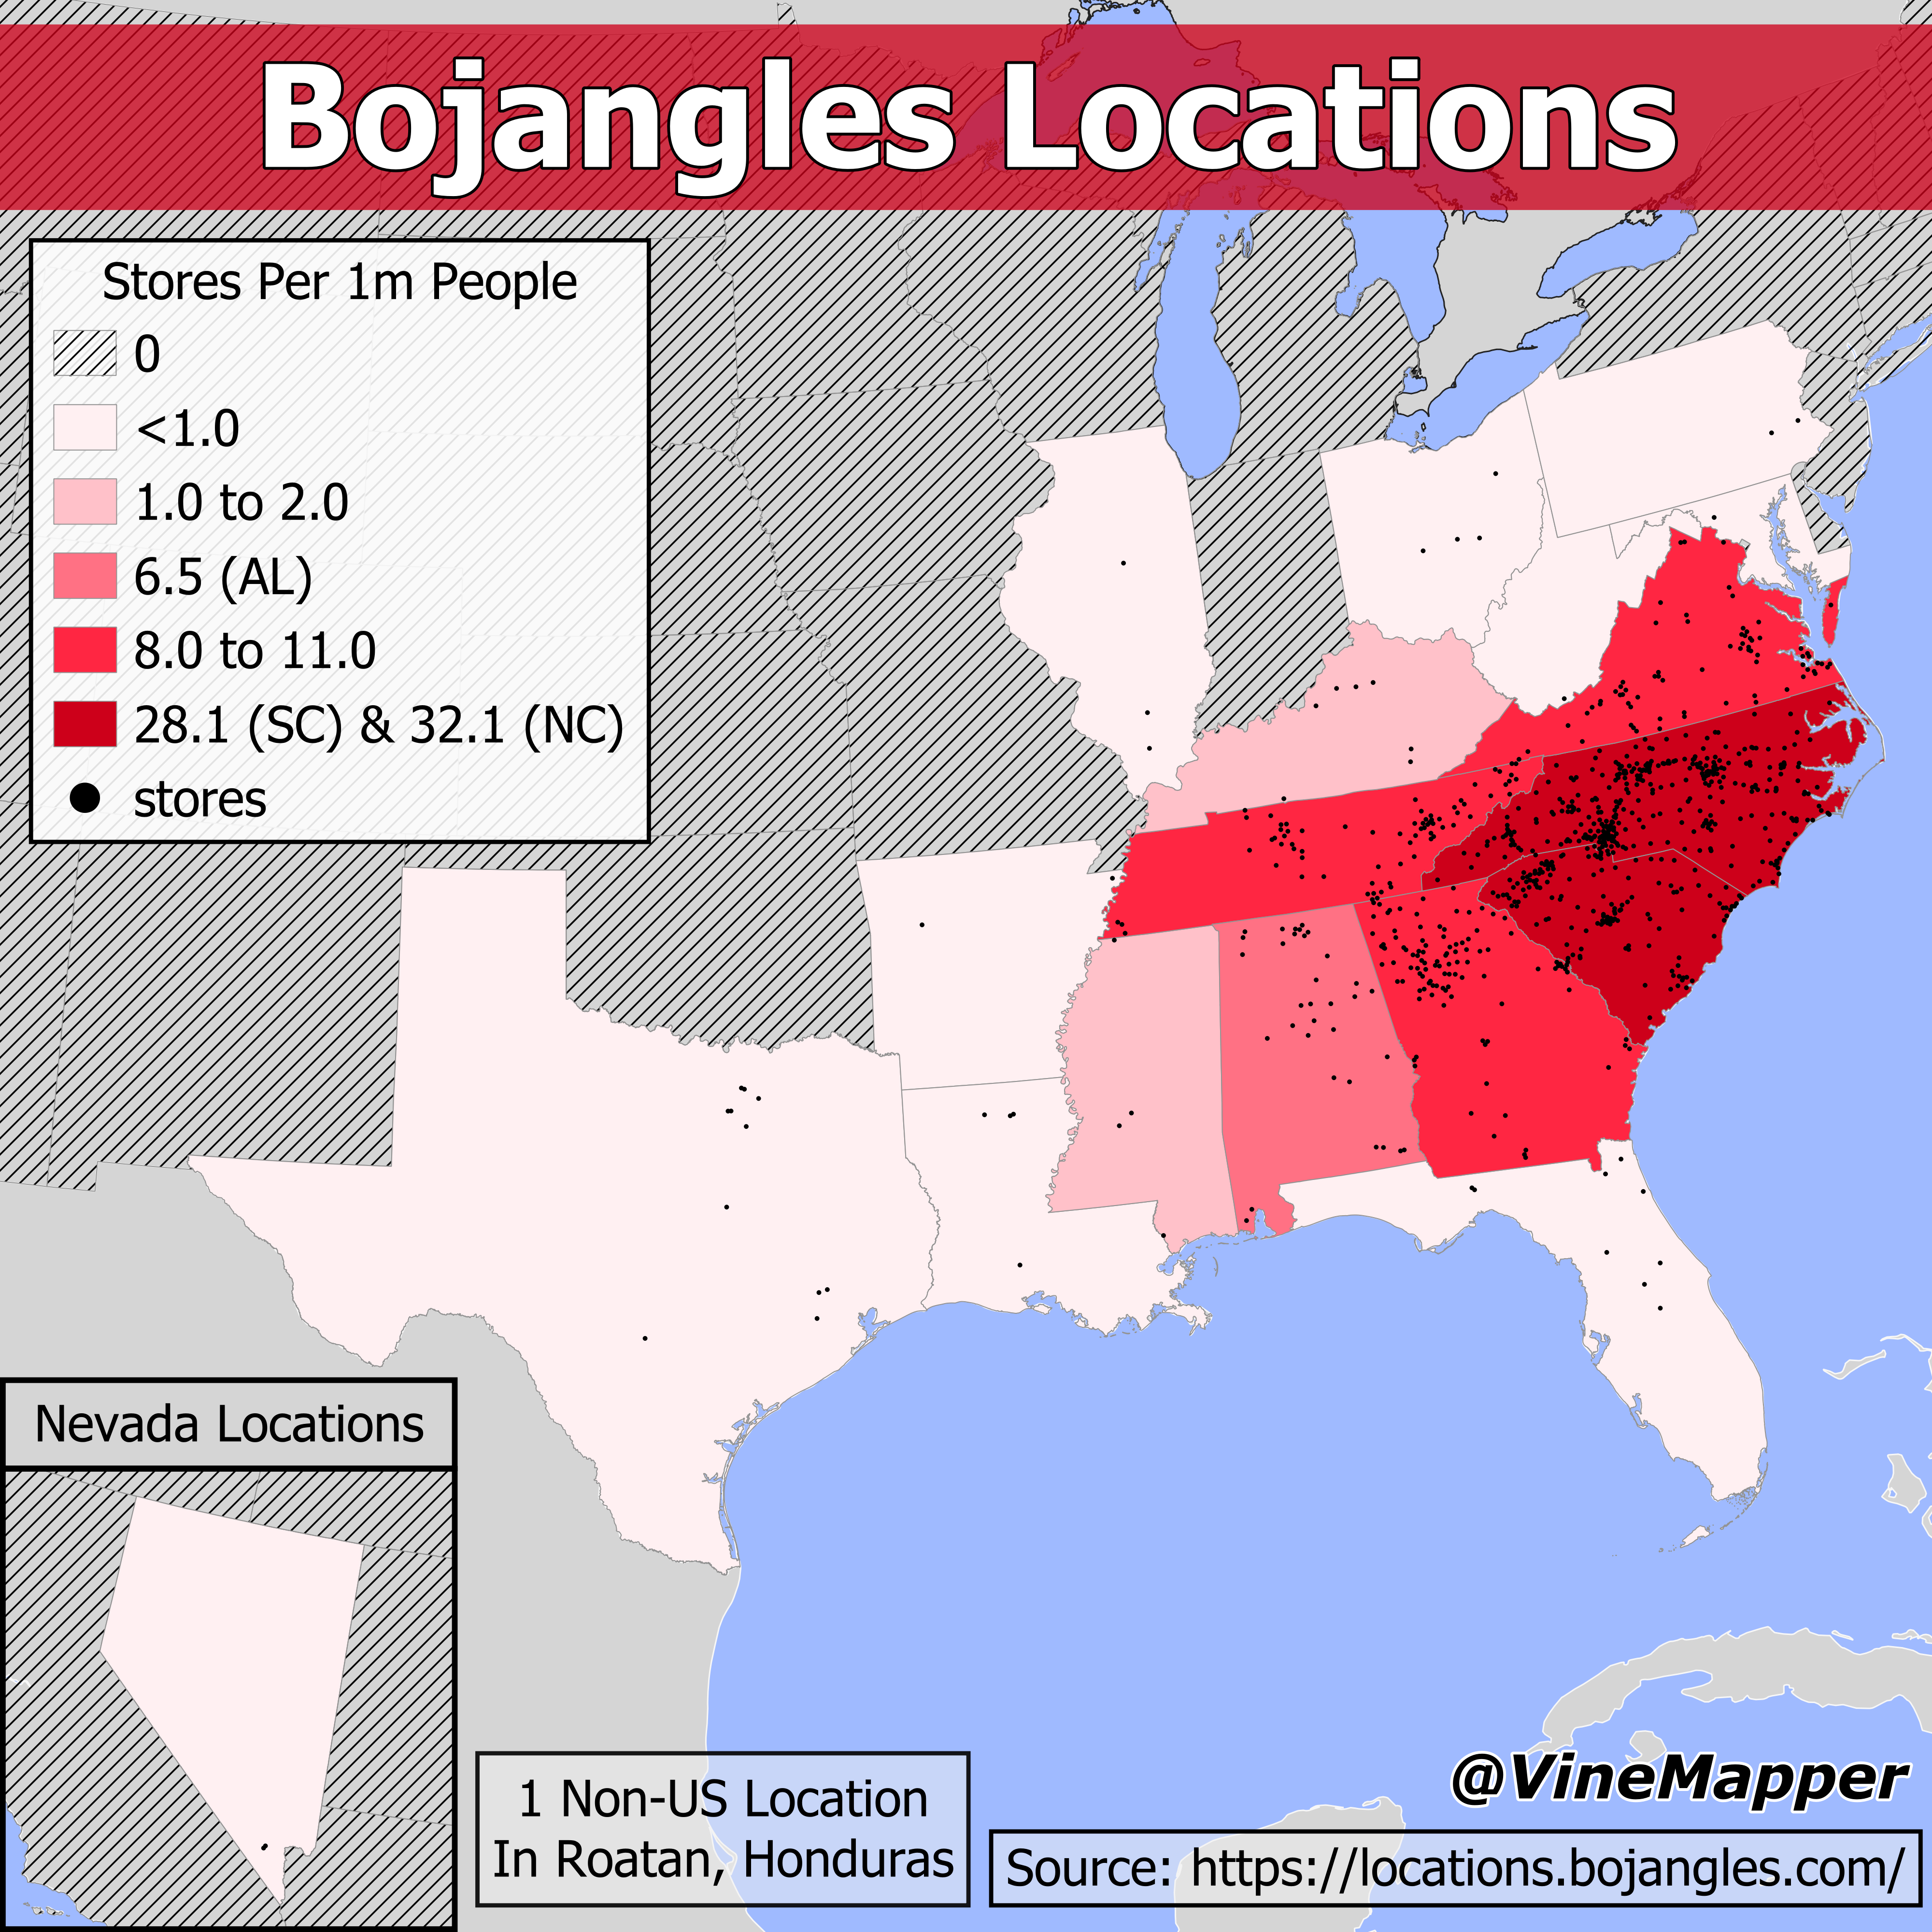 Bojangles Locations
Stores Per 1m People
0
<1.0
1.0 to 2.0
6.5 (AL)
8.0 to 11.0
28.1 (SC) & 32.1 (NC)
stores
Nevada Locations
1 Non-US Location
In Roatan, Honduras
@VineMapper
Source: https://locations.bojangles.com/